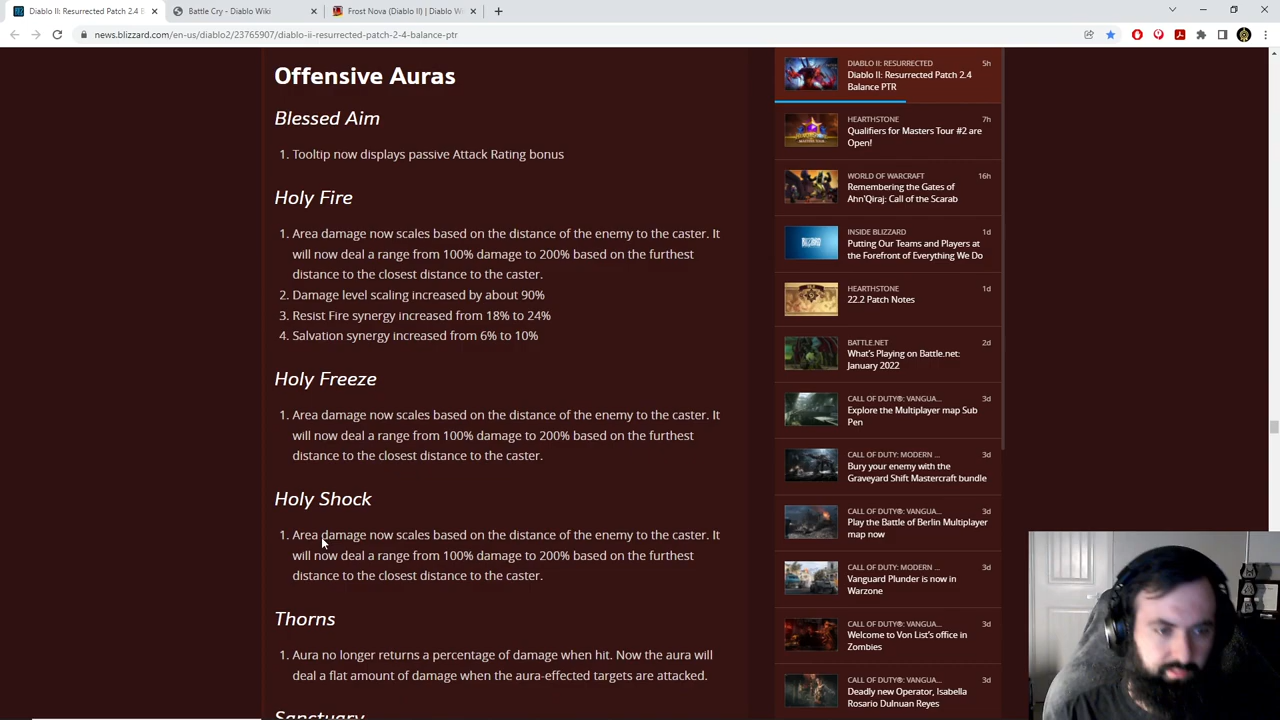 Diablo II: Resurrected Patch 2.4 B
Battle Cry - Diablo Wiki
Frost Nova (Diablo II) | Diablo W
news.blizzard.com/en-us/diablo2/23765907/diablo-ii-resurrected-patch-2-4-balance-ptr
Offensive Auras
Blessed Aim
1. Tooltip now displays passive Attack Rating bonus
Holy Fire
1. Area damage now scales based on the distance of the enemy to the caster. It
will now deal a range from 100% damage to 200% based on the furthest
distance to the closest distance to the caster.
2. Damage level scaling increased by about 90%
3. Resist Fire synergy increased from 18% to 24%
4. Salvation synergy increased from 6% to 10%
Holy Freeze
1. Area damage now scales based on the distance of the enemy to the caster. It
will now deal a range from 100% damage to 200% based on the furthest
distance to the closest distance to the caster.
Holy Shock
1. Area damage now scales based on the distance of the enemy to the caster. It
will now deal a range from 100% damage to 200% based on the furthest
distance to the closest distance to the caster.
Thorns
1. Aura no longer returns a percentage of damage when hit. Now the aura will
deal a flat amount of damage when the aura-effected targets are attacked.
Sanctuary
DIABLO II: RESURRECTED 5h
Diablo II: Resurrected Patch 2.4
Balance PTR
HEARTHSTONE 7h
Qualifiers for Masters Tour #2 are
Open!
WORLD OF WARCRAFT 16h
Remembering the Gates of
Ahn'Qiraj: Call of the Scarab
INSIDE BLIZZARD 1d
Putting Our Teams and Players at
the Forefront of Everything We Do
HEARTHSTONE 1d
22.2 Patch Notes
BATTLE.NET 2d
What's Playing on Battle.net:
January 2022
CALL OF DUTY®: VANGUA... 3d
Explore the Multiplayer map Sub
Pen
CALL OF DUTY: MODERN ... 3d
Bury your enemy with the
Graveyard Shift Mastercraft bundle
CALL OF DUTY®: VANGUA... 3d
Play the Battle of Berlin Multiplayer
map now
CALL OF DUTY®: MODERN ... 3d
Vanguard Plunder is now in
Warzone
CALL OF DUTY®: VANGUA... 3d
Welcome to Von List's office in
Zombies
CALL OF DUTY®: VANGUA... 3d
Deadly new Operator, Isabella
Rosario Dulnuan Reyes